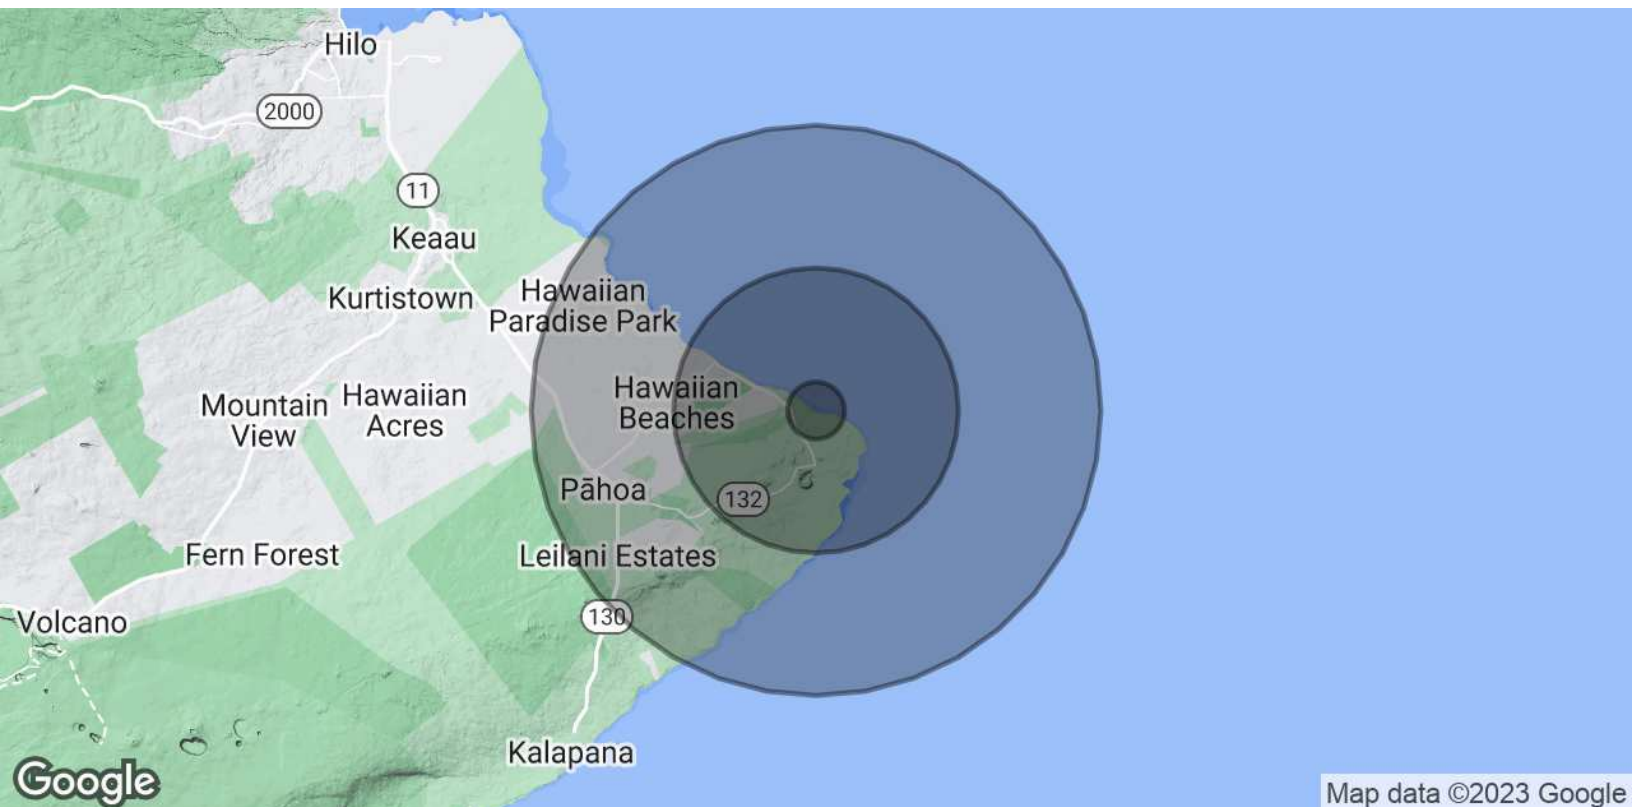 Hilo
2000
11
Keaau
Kurtistown
Hawaiian
Paradise Park
Hawaiian
Beaches
Hawaiian
Acres
Mountain
View
Pāhoa
132
Fern Forest
Leilani Estates
130
Volcano
Kalapana
Google
Map data ©2023 Google